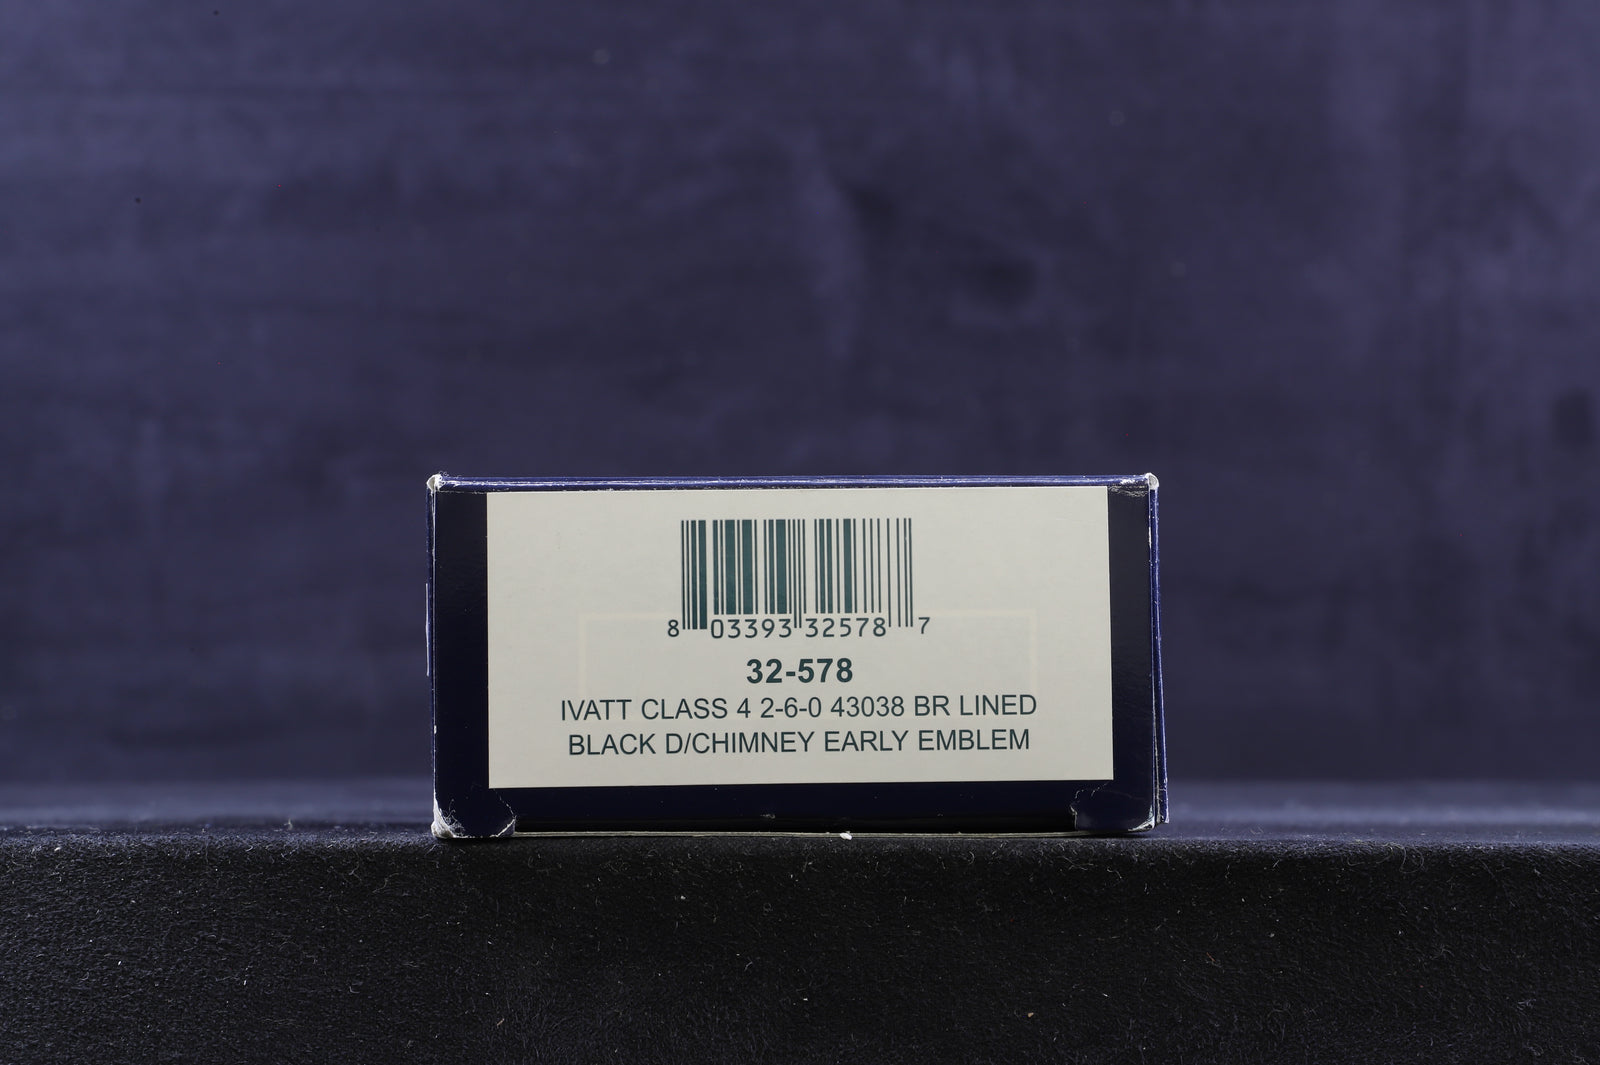 8 03393 32578 7
32-578
IVATT CLASS 4 2-6-0 43038 BR LINED
BLACK D/CHIMNEY EARLY EMBLEM